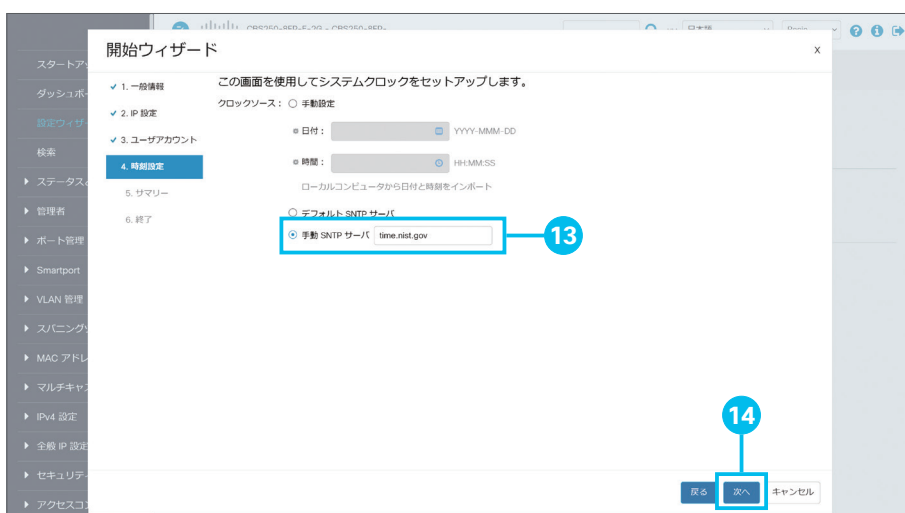 CBS250-8FP-E-2G - CBS250-8FP-
日本語
開始ウィザード
X
スタートア
ダッシュボ
設定ウィザ
検索
ステータス
管理者
ポート管理
Smartport
VLAN 管理
スパニング
MAC アドレ
マルチキャス
IPv4 設定
全般 IP 設定
セキュリテ
アクセスコ
✓ 1. 一般情報
✓ 2. IP 設定
✓ 3. ユーザアカウント
4. 時刻設定
5. サマリー
6. 終了
この画面を使用してシステムクロックをセットアップします。
クロックソース： 手動設定
日付： YYYY-MMM-DD
時間： HH:MM:SS
ローカルコンピュータから日付と時刻をインポート
デフォルト SNTP サーバ
手動 SNTP サーバ time.nist.gov
13
14
戻る 次へ キャンセル